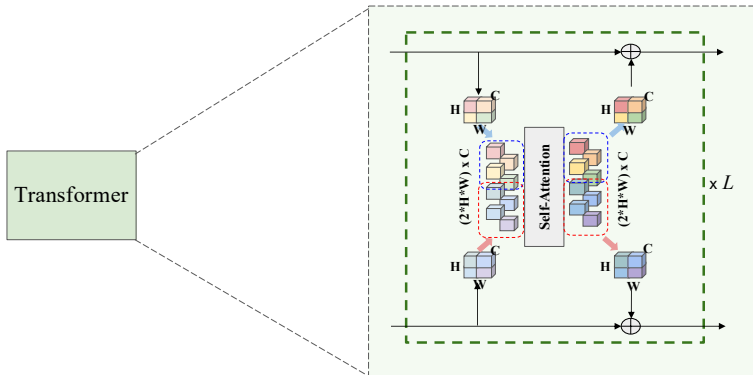 Transformer
C
H
W
C
H
W
(2*H*W) x C
Self-Attention
(2*H*W) x C
x L
C
H
W
C
H
W